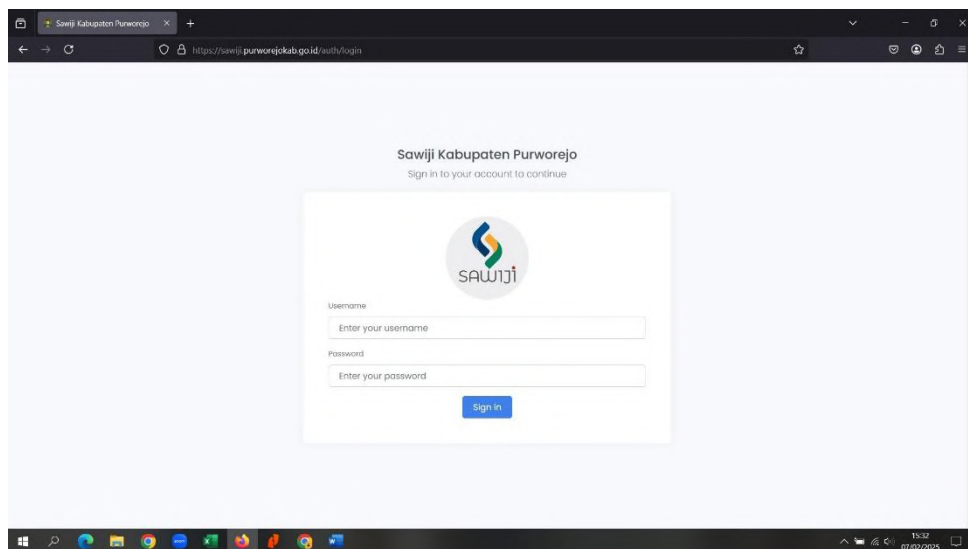 Sawiji Kabupaten Purworejo
https://sawiji.purworejokab.go.id/auth/login
Sawiji Kabupaten Purworejo
Sign in to your account to continue
SAWIJI
Username
Enter your username
Password
Enter your password
Sign in
15:32
07/02/2025